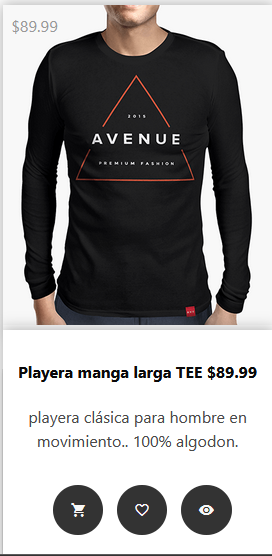 $89.99
2015
AVENUE
PREMIUM FASHION
Playera manga larga TEE $89.99
playera clásica para hombre en
movimiento.. 100% algodon.